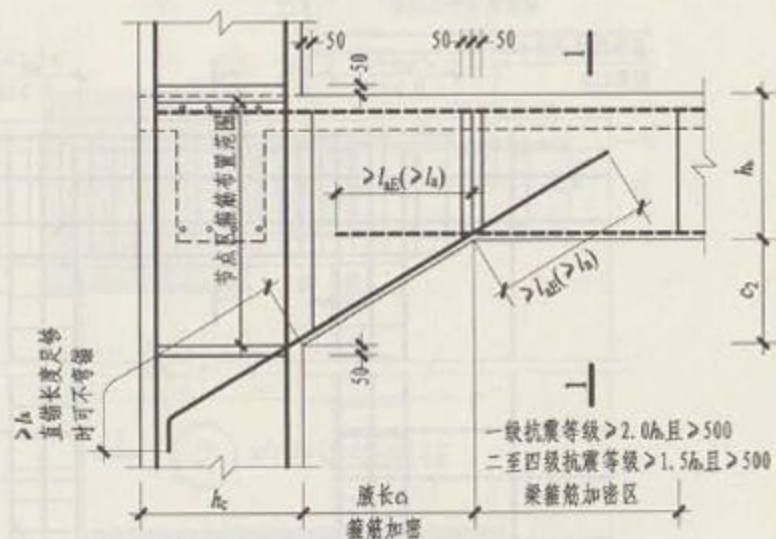 50
50
50
50
1
≥laE(≥la)
hb
节点区箍筋布置范围
≥laE(≥la)
c2
≥la
直锚长度足够
时可不弯锚
50
1
一级抗震等级≥2.0hb且≥500
二至四级抗震等级≥1.5hb且≥500
hc
腋长a
梁箍筋加密区
箍筋加密